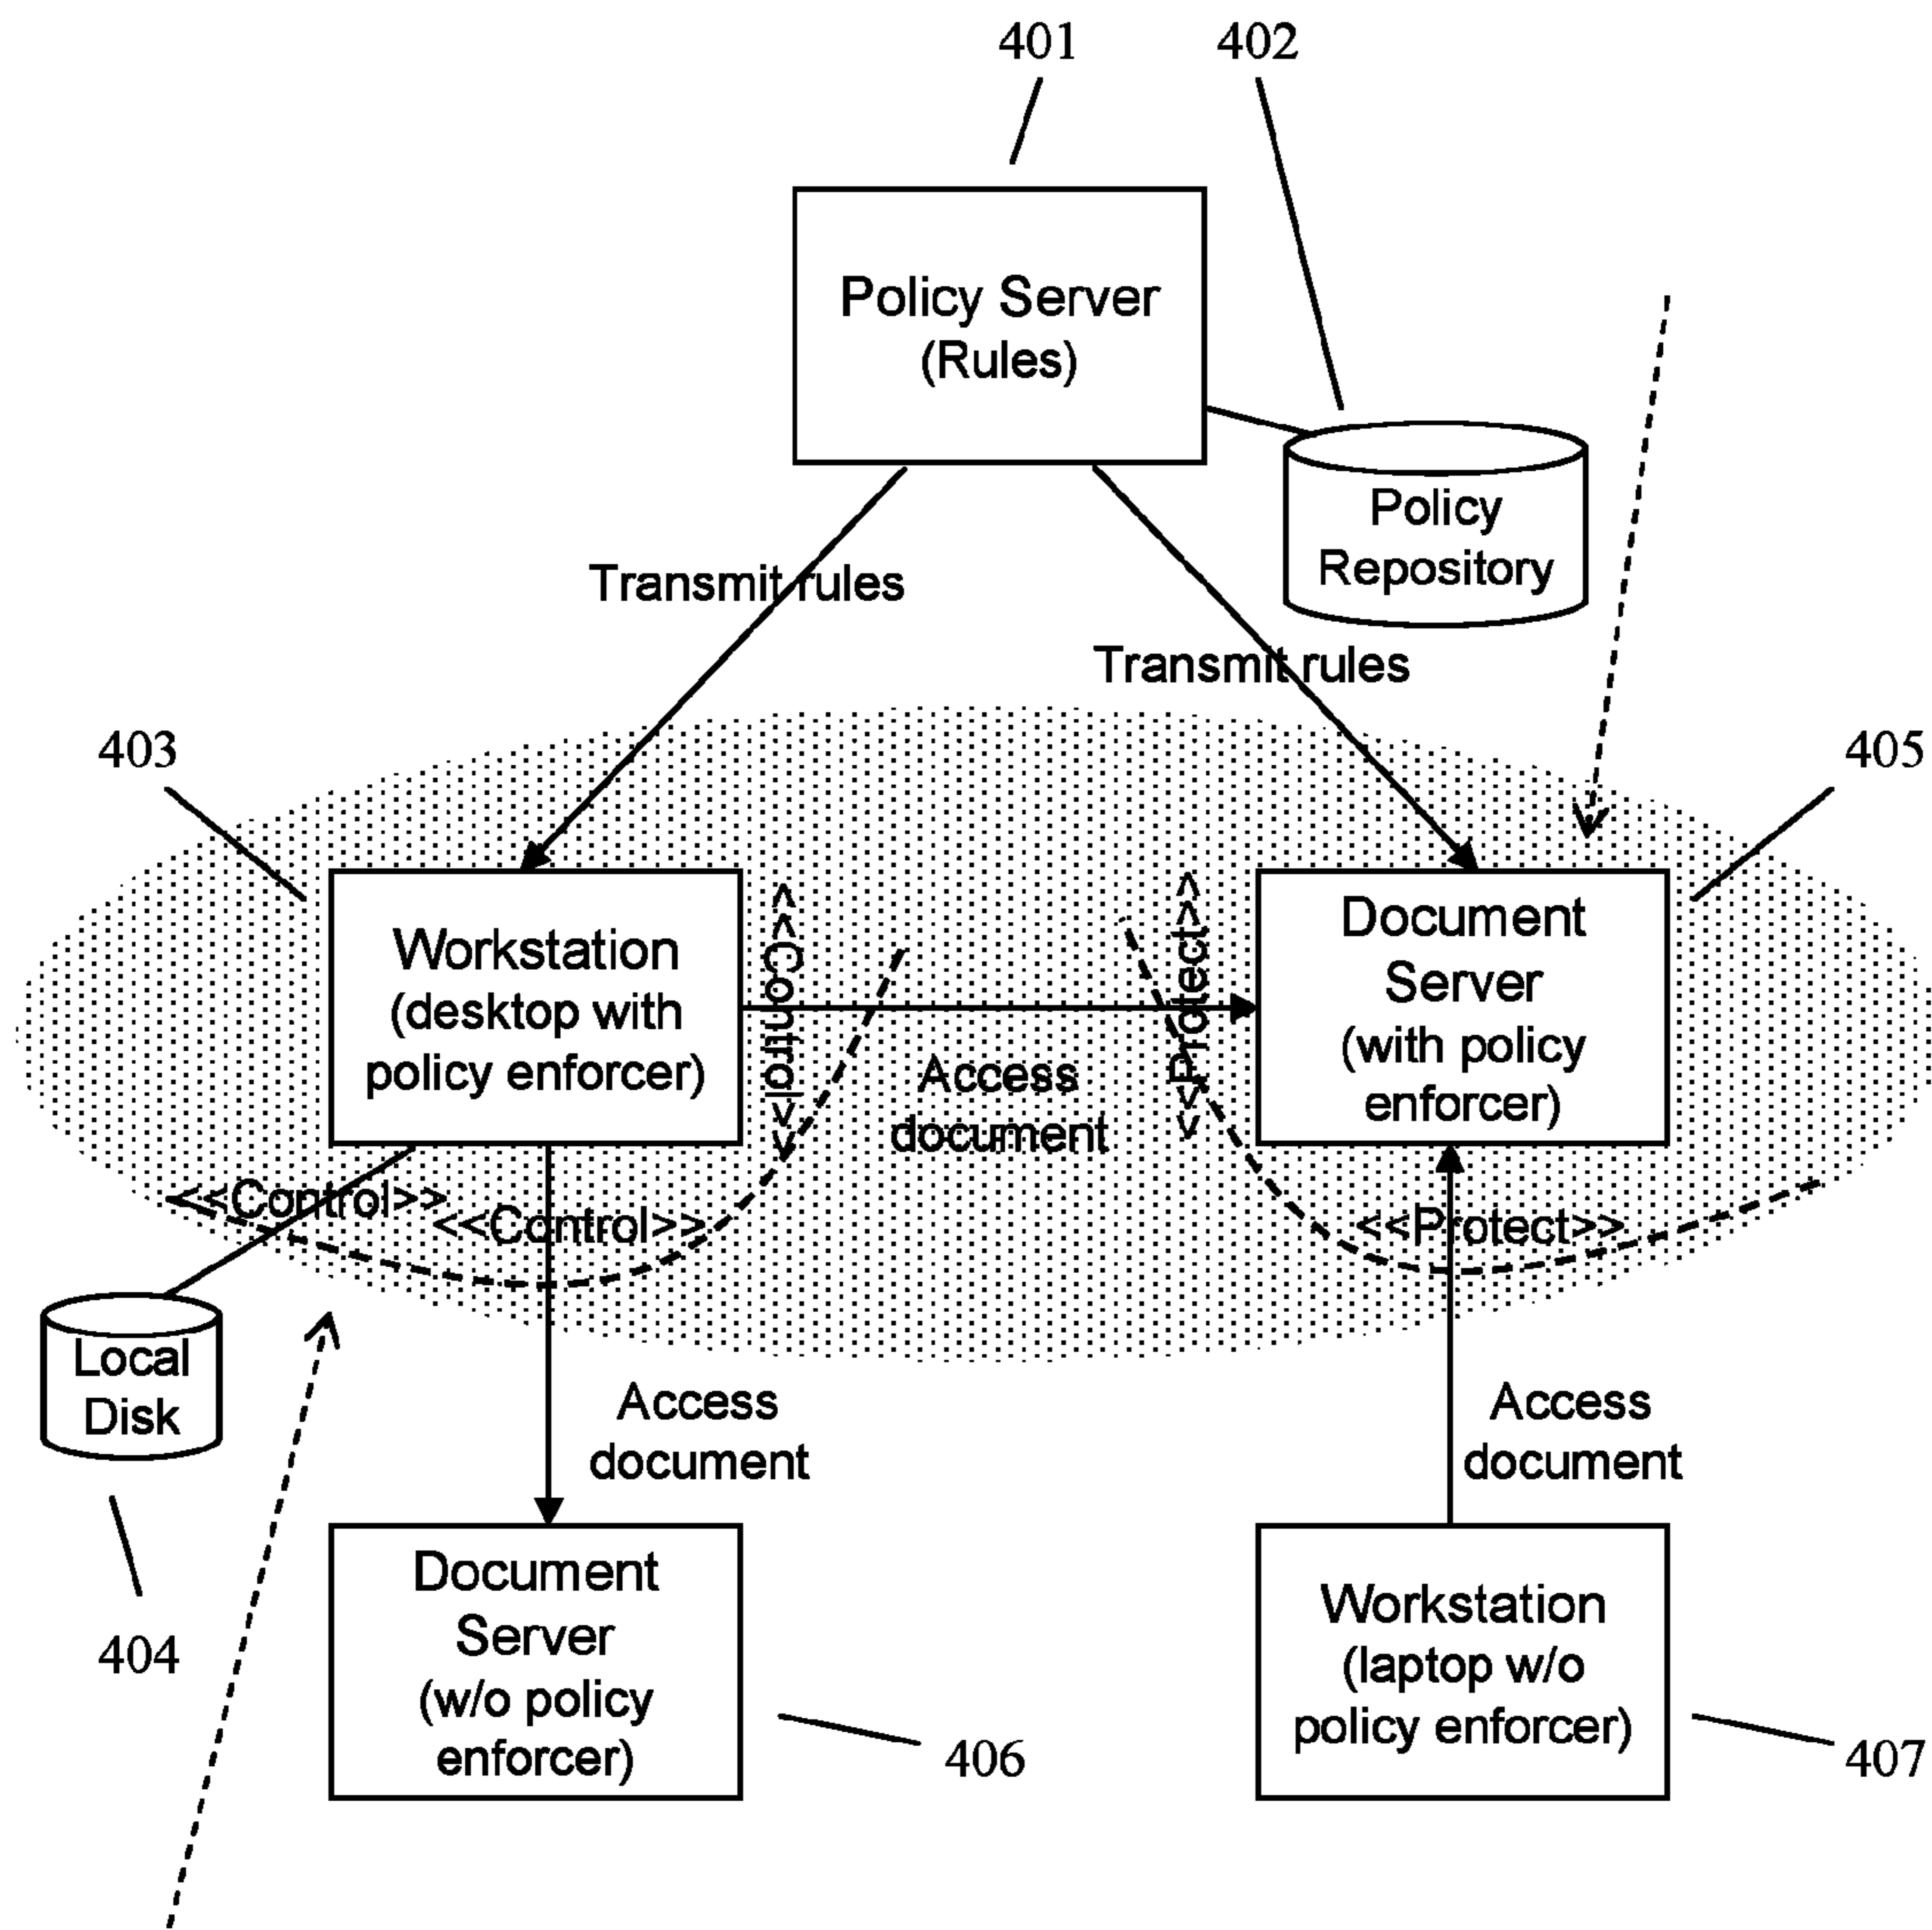 401
402
Policy Server
(Rules)
Policy
Repository
Transmit rules
Transmit rules
403
405
Workstation
(desktop with
policy enforcer)
<<Control>>
<<Protect>>
Document
Server
(with policy
enforcer)
Access
document
<<Control>>
<<Control>>
<<Protect>>
Local
Disk
Access
document
Access
document
404
Document
Server
(w/o policy
enforcer)
406
Workstation
(laptop w/o
policy enforcer)
407